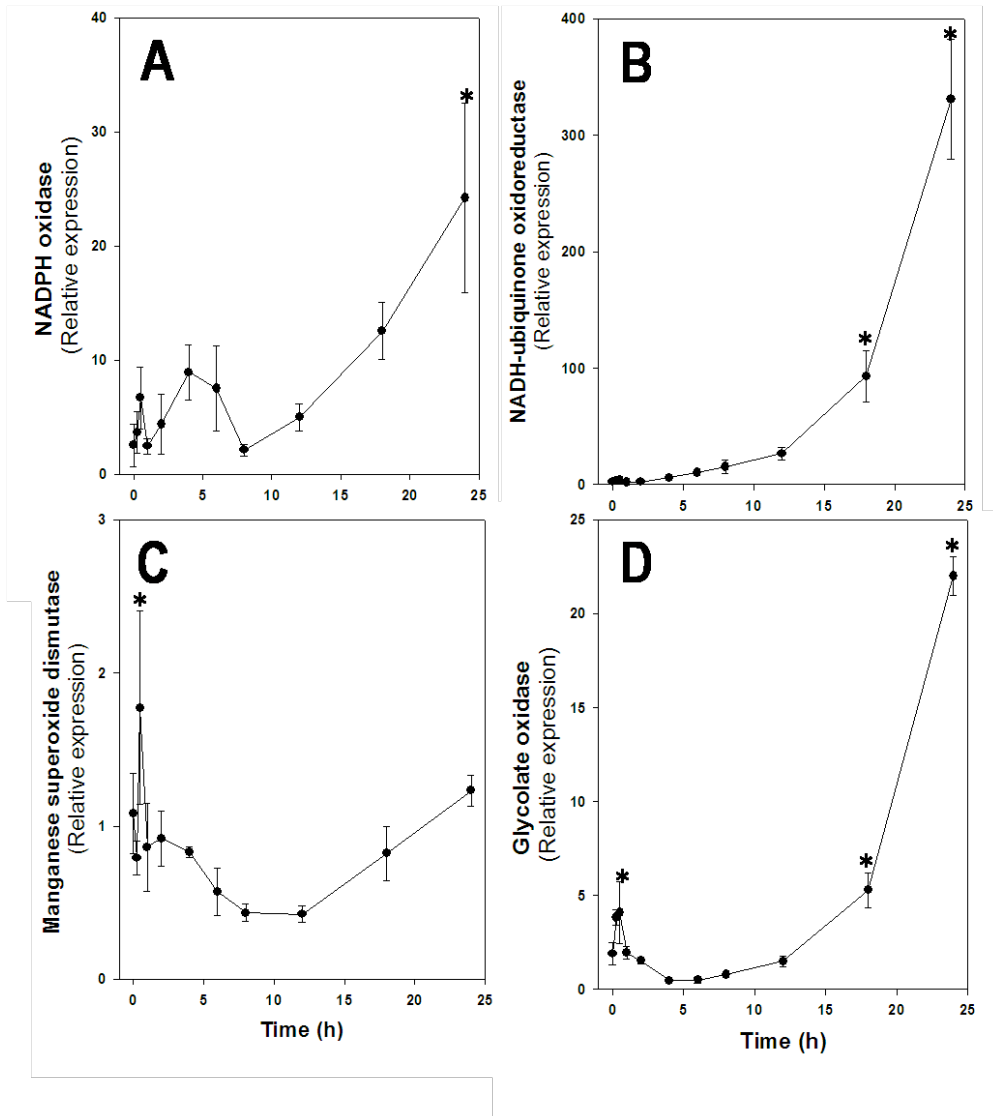 A
NADPH oxidase
(Relative expression)
40
30
20
10
0
*
0 5 10 15 20 25
B
NADH-ubiquinone oxidoreductase
(Relative expression)
400
300
200
100
0
*
*
0 5 10 15 20 25
C
Manganese superoxide dismutase
(Relative expression)
3
2
1
0
*
0 5 10 15 20 25
Time (h)
D
Glycolate oxidase
(Relative expression)
25
20
15
10
5
0
*
*
*
0 5 10 15 20 25
Time (h)